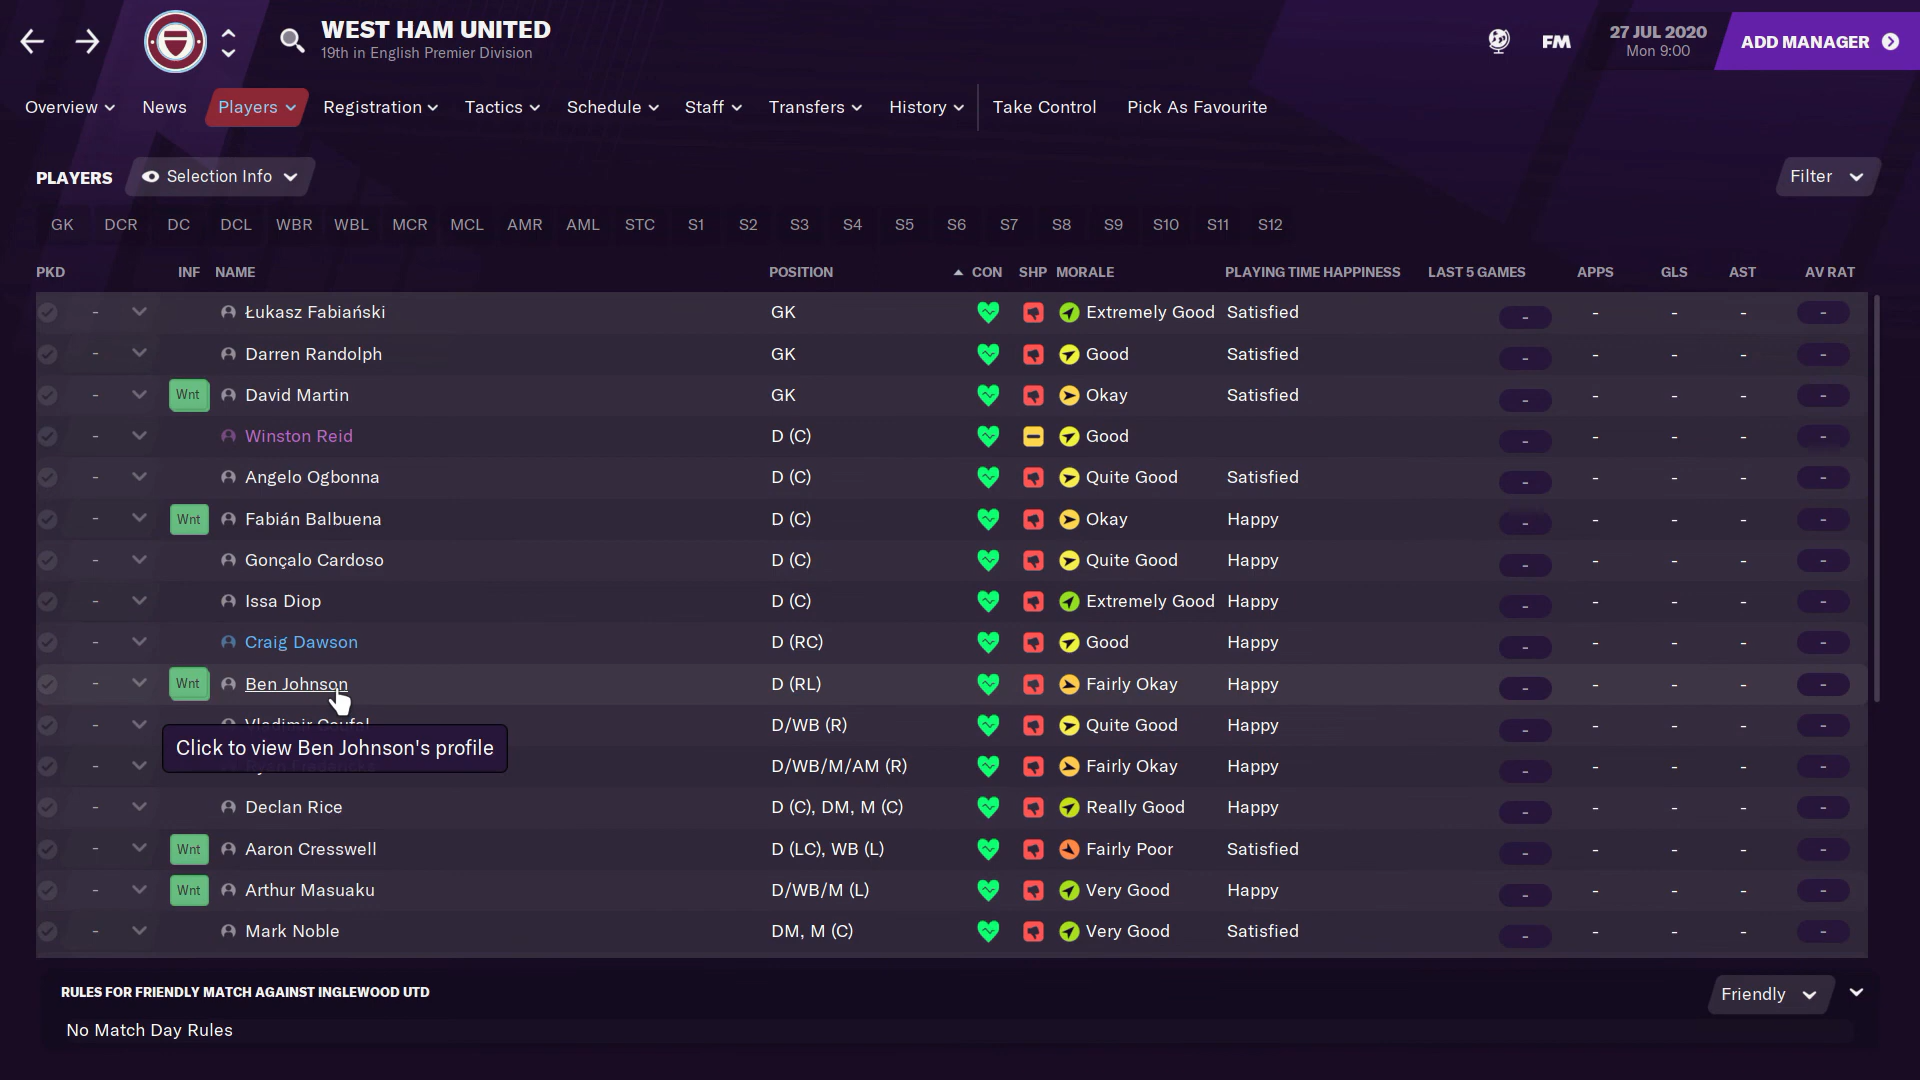 WEST HAM UNITED
19th in English Premier Division
FM
27 JUL 2020
Mon 9:00
ADD MANAGER
Overview News Players Registration Tactics Schedule Staff Transfers History Take Control Pick As Favourite
PLAYERS Selection Info Filter
GK DCR DC DCL WBR WBL MCR MCL AMR AML STC S1 S2 S3 S4 S5 S6 S7 S8 S9 S10 S11 S12
PKD INF NAME POSITION CON SHP MORALE PLAYING TIME HAPPINESS LAST 5 GAMES APPS GLS AST AV RAT
- Łukasz Fabiański GK Extremely Good Satisfied - - - - -
- Darren Randolph GK Good Satisfied - - - - -
- Wnt David Martin GK Okay Satisfied - - - - -
- Winston Reid D (C) Good - - - - -
- Angelo Ogbonna D (C) Quite Good Satisfied - - - - -
- Wnt Fabián Balbuena D (C) Okay Happy - - - - -
- Gonçalo Cardoso D (C) Quite Good Happy - - - - -
- Issa Diop D (C) Extremely Good Happy - - - - -
- Craig Dawson D (RC) Good Happy - - - - -
- Wnt Ben Johnson D (RL) Fairly Okay Happy - - - - -
- D/WB (R) Quite Good Happy - - - - -
Click to view Ben Johnson's profile
- D/WB/M/AM (R) Fairly Okay Happy - - - - -
- Declan Rice D (C), DM, M (C) Really Good Happy - - - - -
- Wnt Aaron Cresswell D (LC), WB (L) Fairly Poor Satisfied - - - - -
- Wnt Arthur Masuaku D/WB/M (L) Very Good Happy - - - - -
- Mark Noble DM, M (C) Very Good Satisfied - - - - -
RULES FOR FRIENDLY MATCH AGAINST INGLEWOOD UTD Friendly
No Match Day Rules